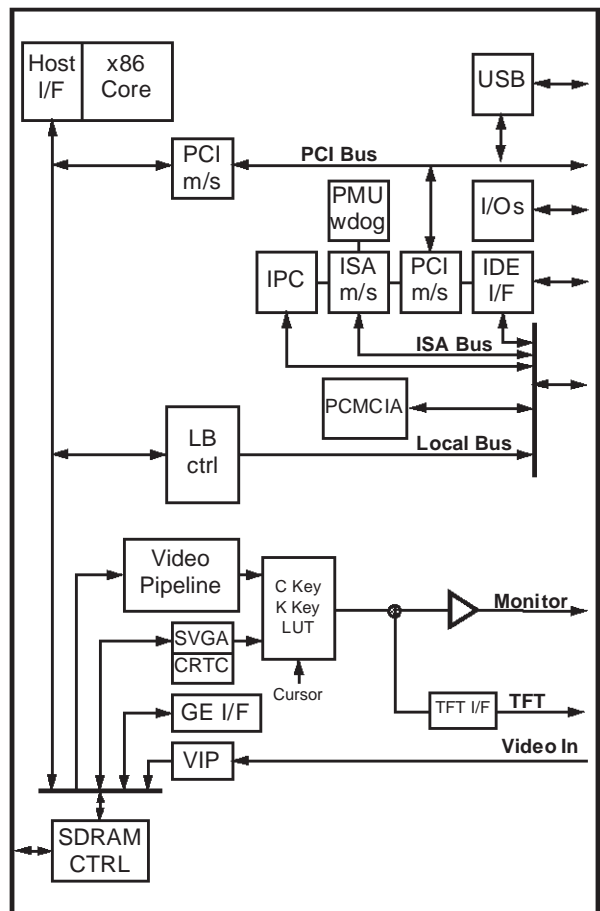 Host
I/F
x86
Core
USB
PCI
m/s
PCI Bus
PMU
wdog
I/Os
IPC
ISA
m/s
PCI
m/s
IDE
I/F
ISA Bus
PCMCIA
LB
ctrl
Local Bus
Video
Pipeline
C Key
K Key
LUT
Monitor
SVGA
CRTC
Cursor
GE I/F
TFT I/F
TFT
VIP
Video In
SDRAM
CTRL